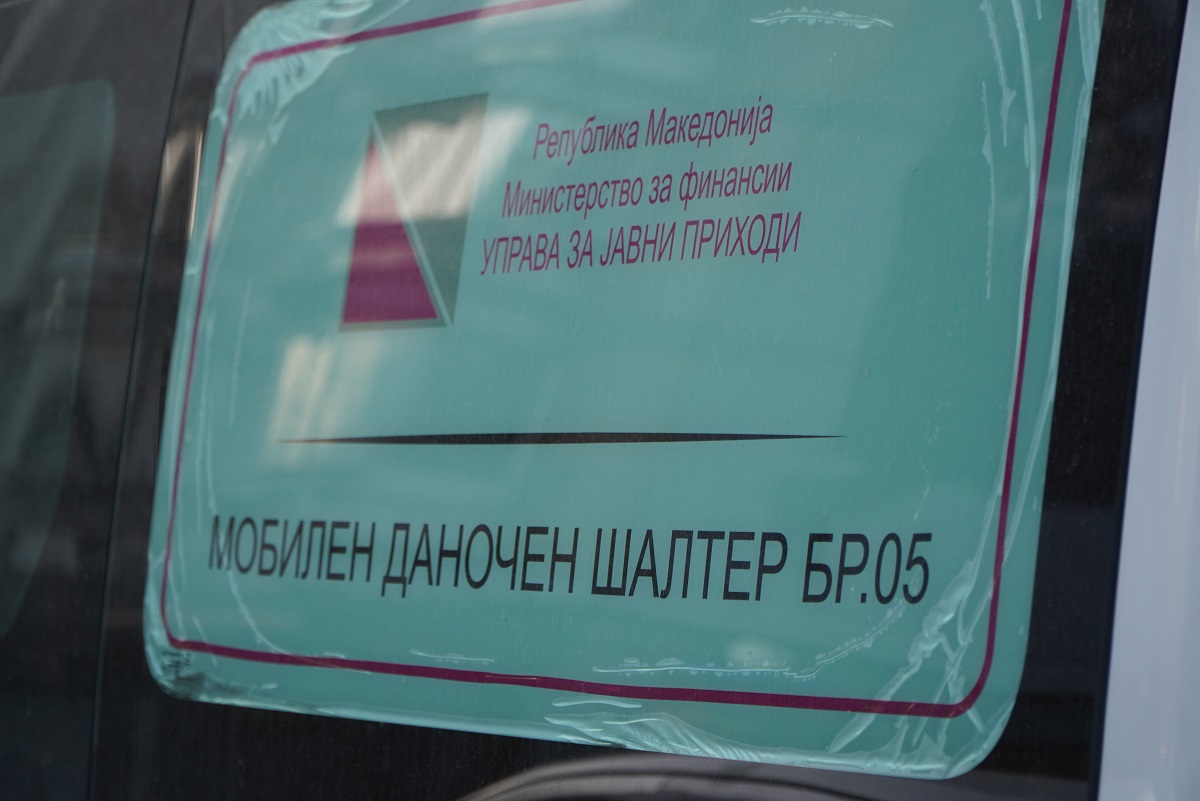 Република Македонија
Министерство за финансии
УПРАВА ЗА ЈАВНИ ПРИХОДИ
МОБИЛЕН ДАНОЧЕН ШАЛТЕР БР.05